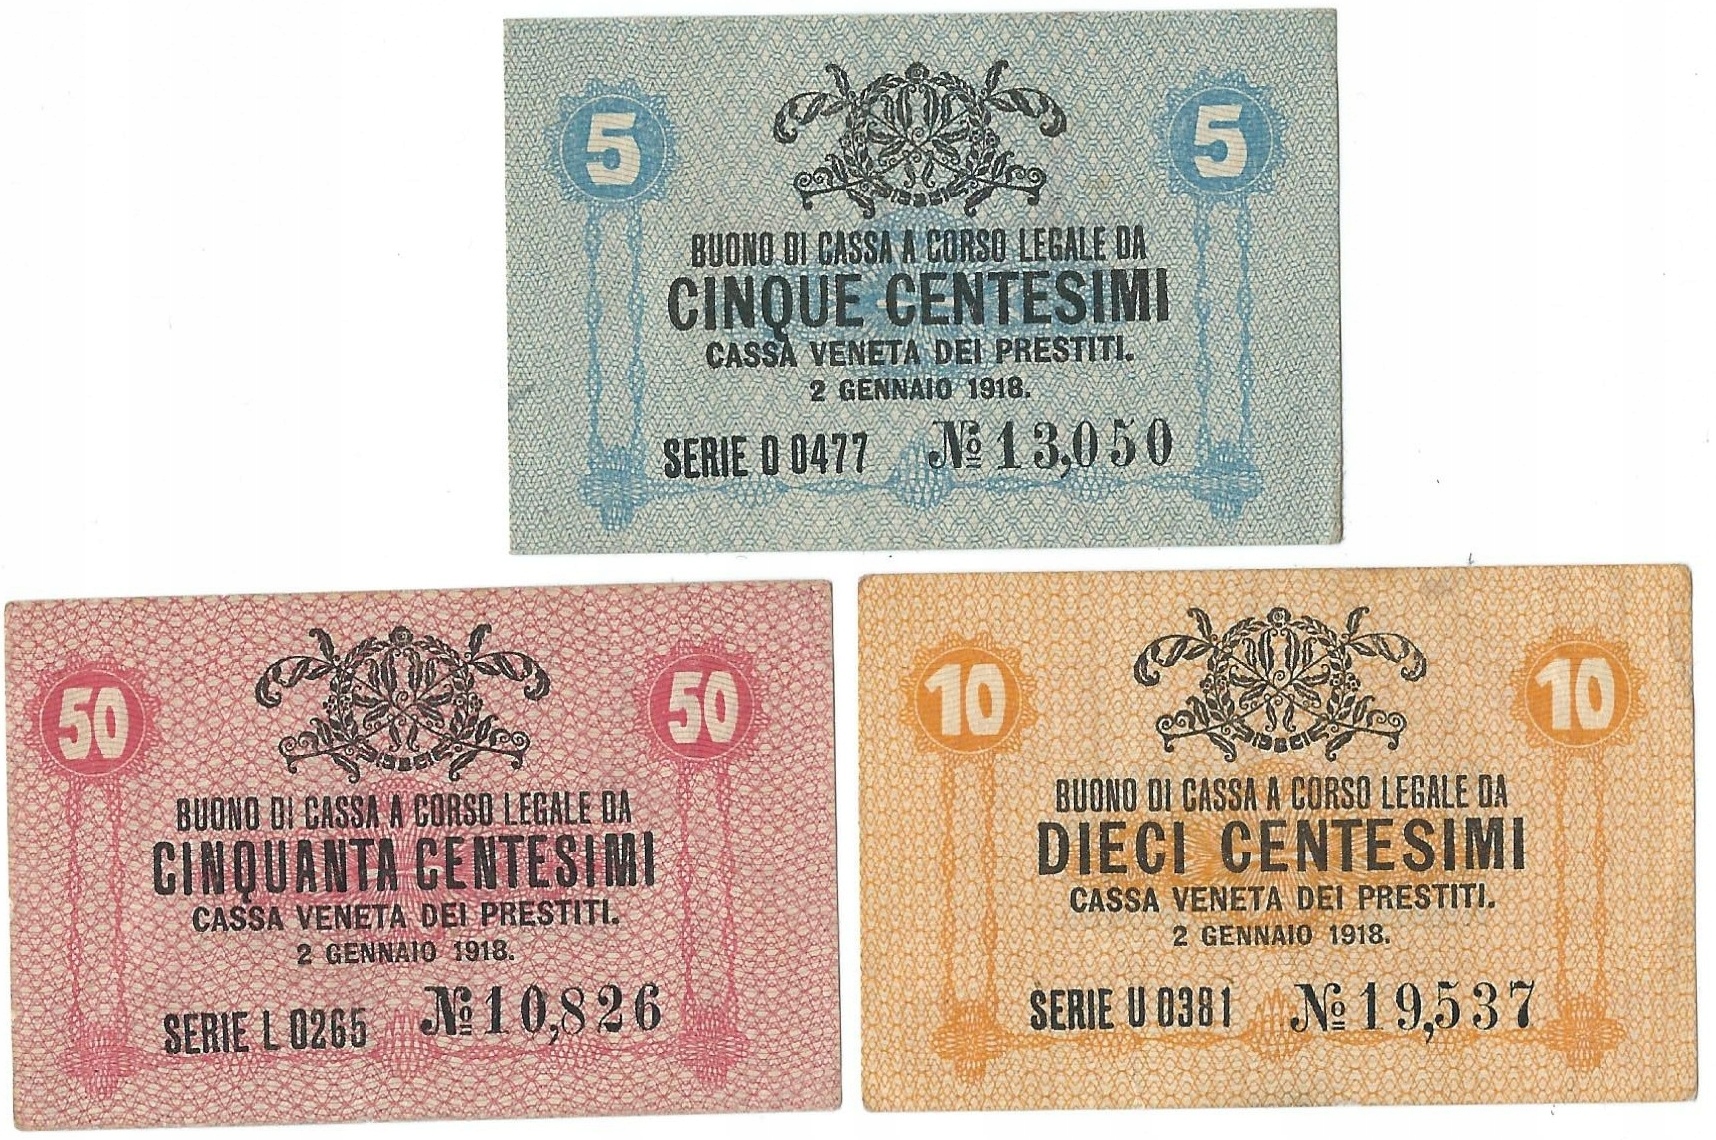 5 5
BUONO DI CASSA A CORSO LEGALE DA
CINQUE CENTESIMI
CASSA VENETA DEI PRESTITI.
2 GENNAIO 1918.
SERIE O 0477 № 13,050
50 50
BUONO DI CASSA A CORSO LEGALE DA
CINQUANTA CENTESIMI
CASSA VENETA DEI PRESTITI.
2 GENNAIO 1918.
SERIE L 0265 № 10,826
10 10
BUONO DI CASSA A CORSO LEGALE DA
DIECI CENTESIMI
CASSA VENETA DEI PRESTITI.
2 GENNAIO 1918.
SERIE U 0381 № 19,537